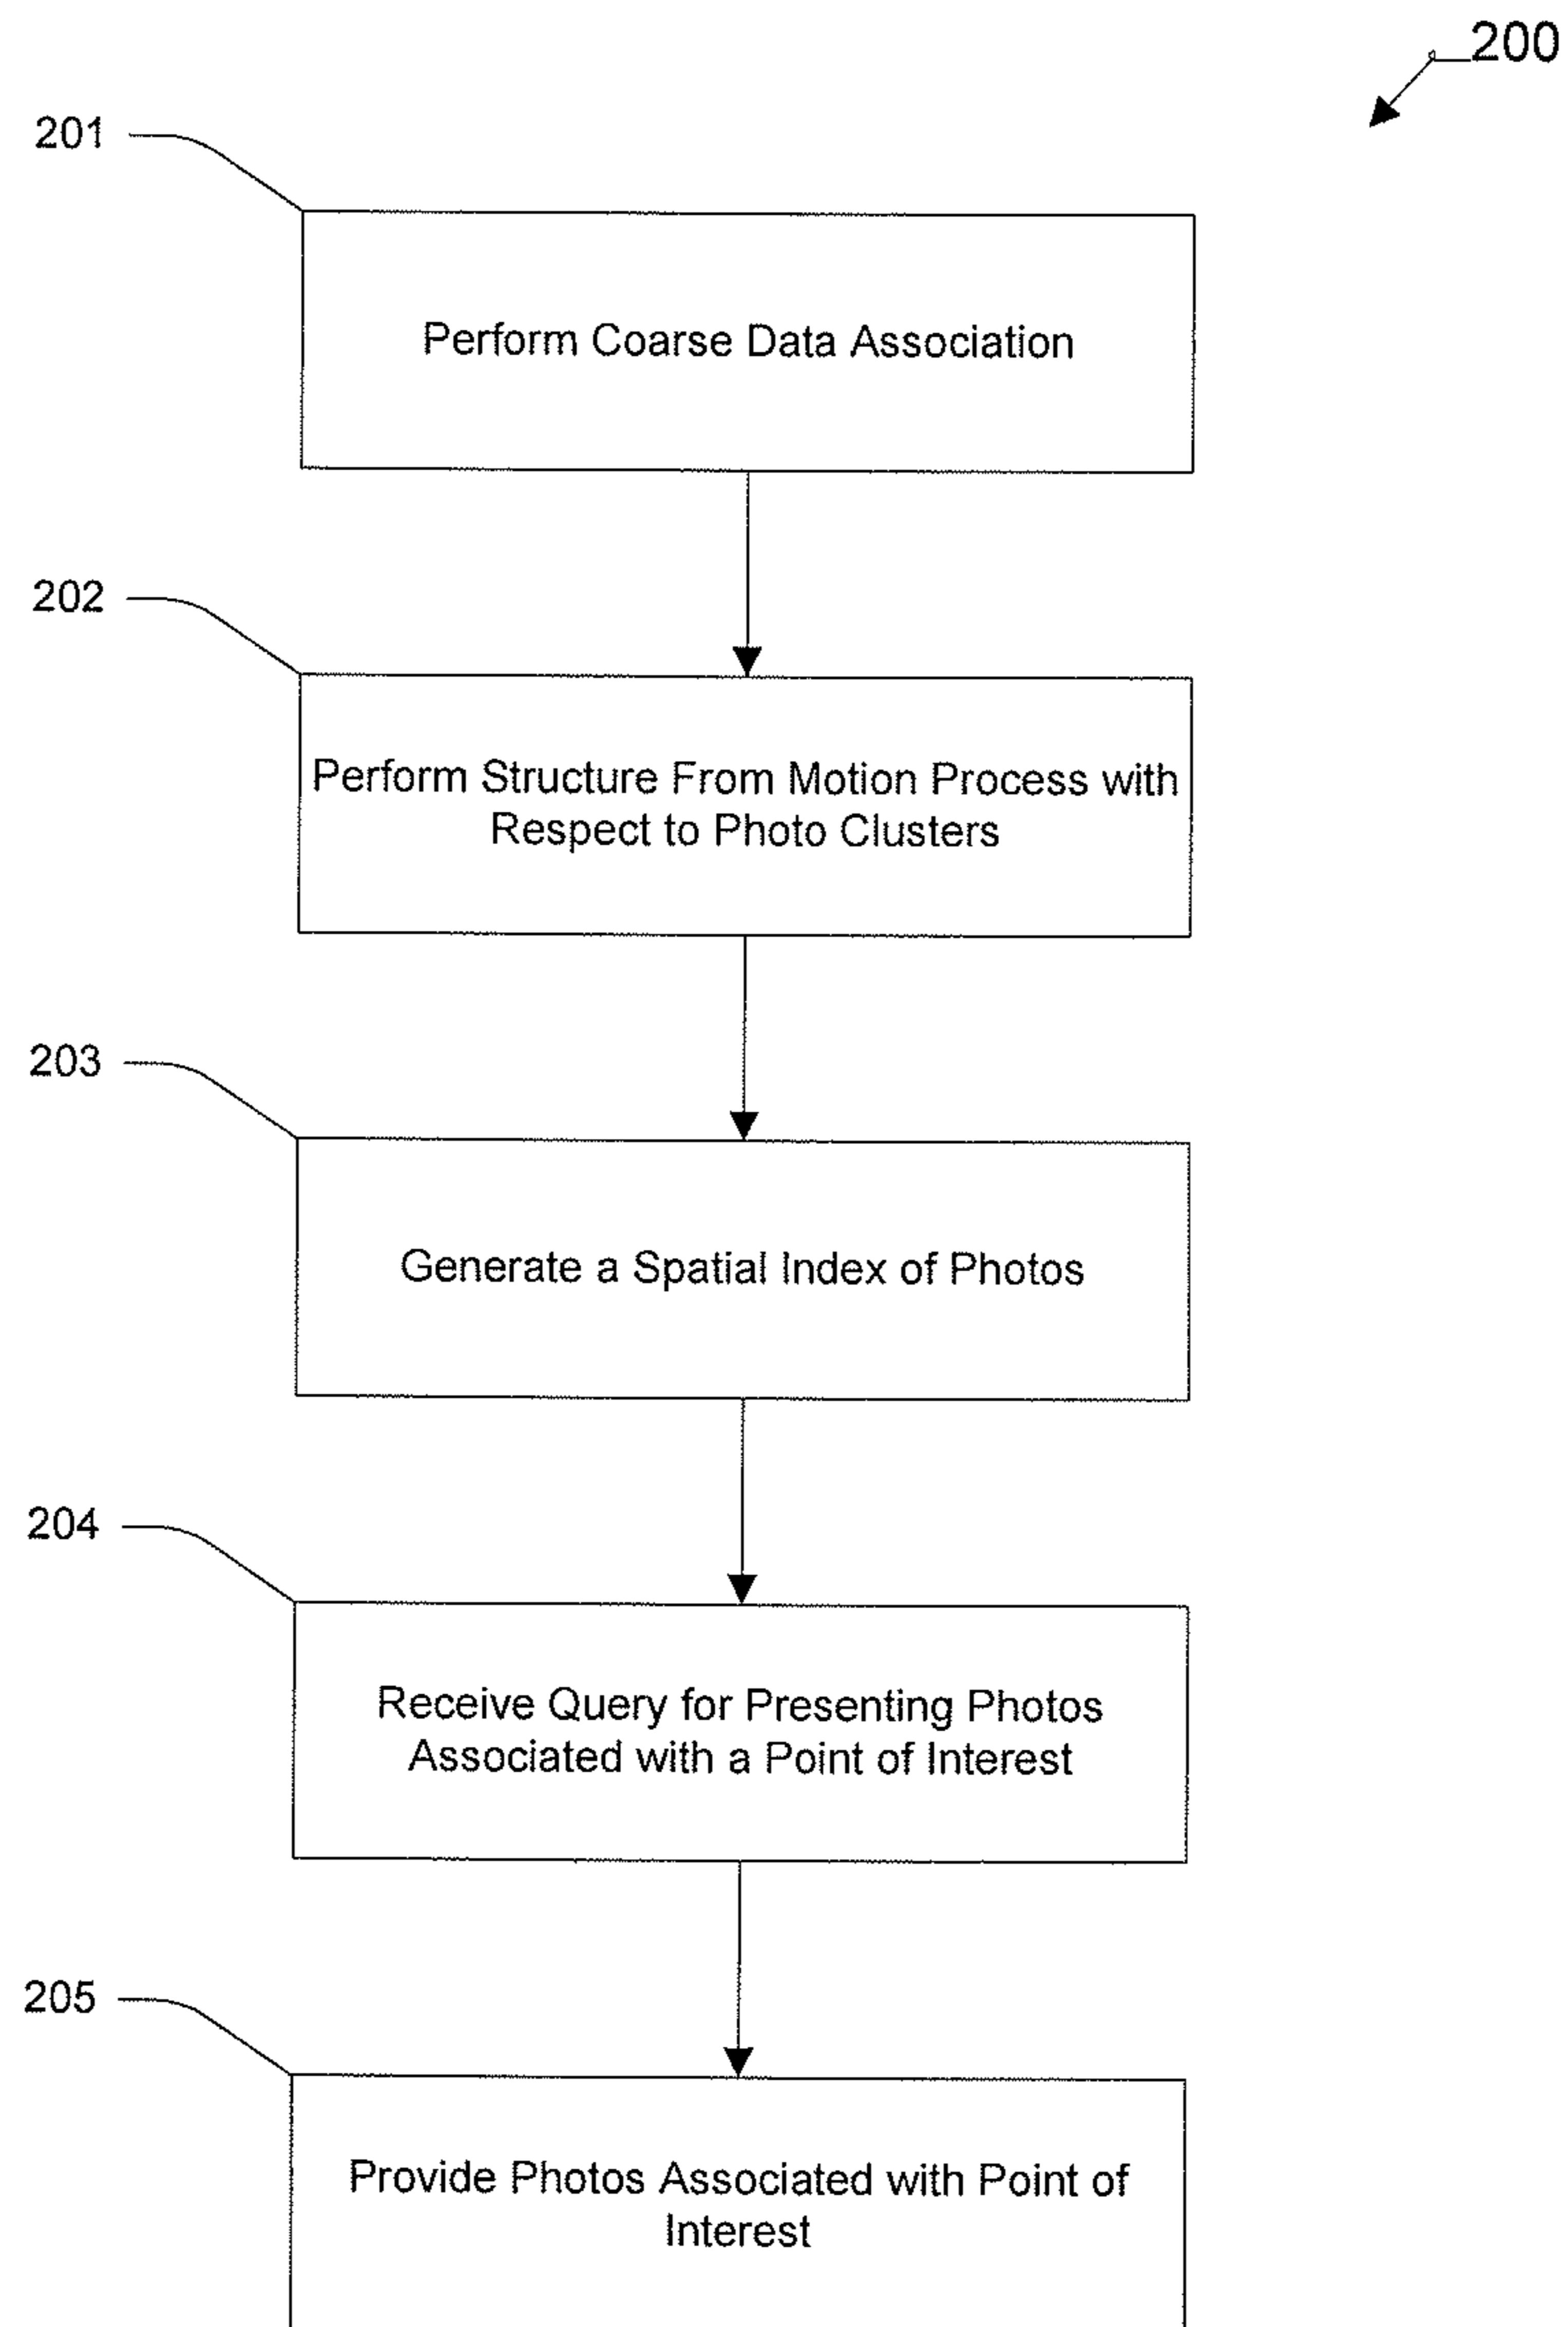 200
201
Perform Coarse Data Association
202
Perform Structure From Motion Process with
Respect to Photo Clusters
203
Generate a Spatial Index of Photos
204
Receive Query for Presenting Photos
Associated with a Point of Interest
205
Provide Photos Associated with Point of
Interest